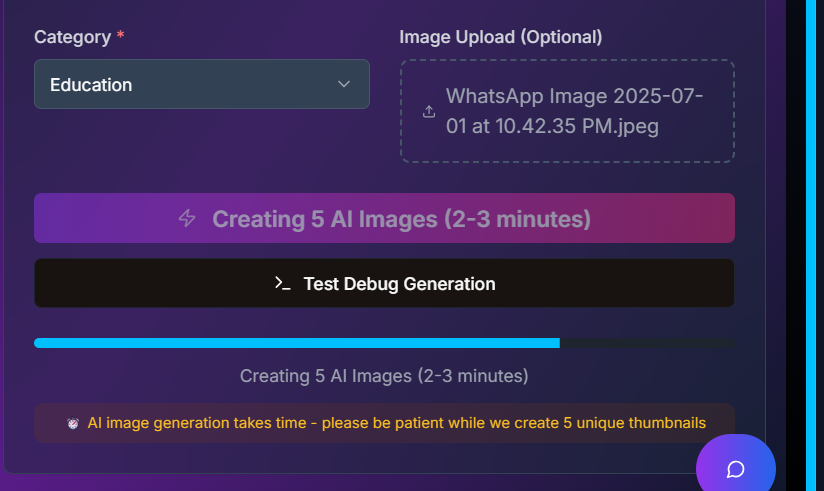 Category *
Image Upload (Optional)
Education
WhatsApp Image 2025-07-
01 at 10.42.35 PM.jpeg
Creating 5 AI Images (2-3 minutes)
Test Debug Generation
Creating 5 AI Images (2-3 minutes)
AI image generation takes time - please be patient while we create 5 unique thumbnails